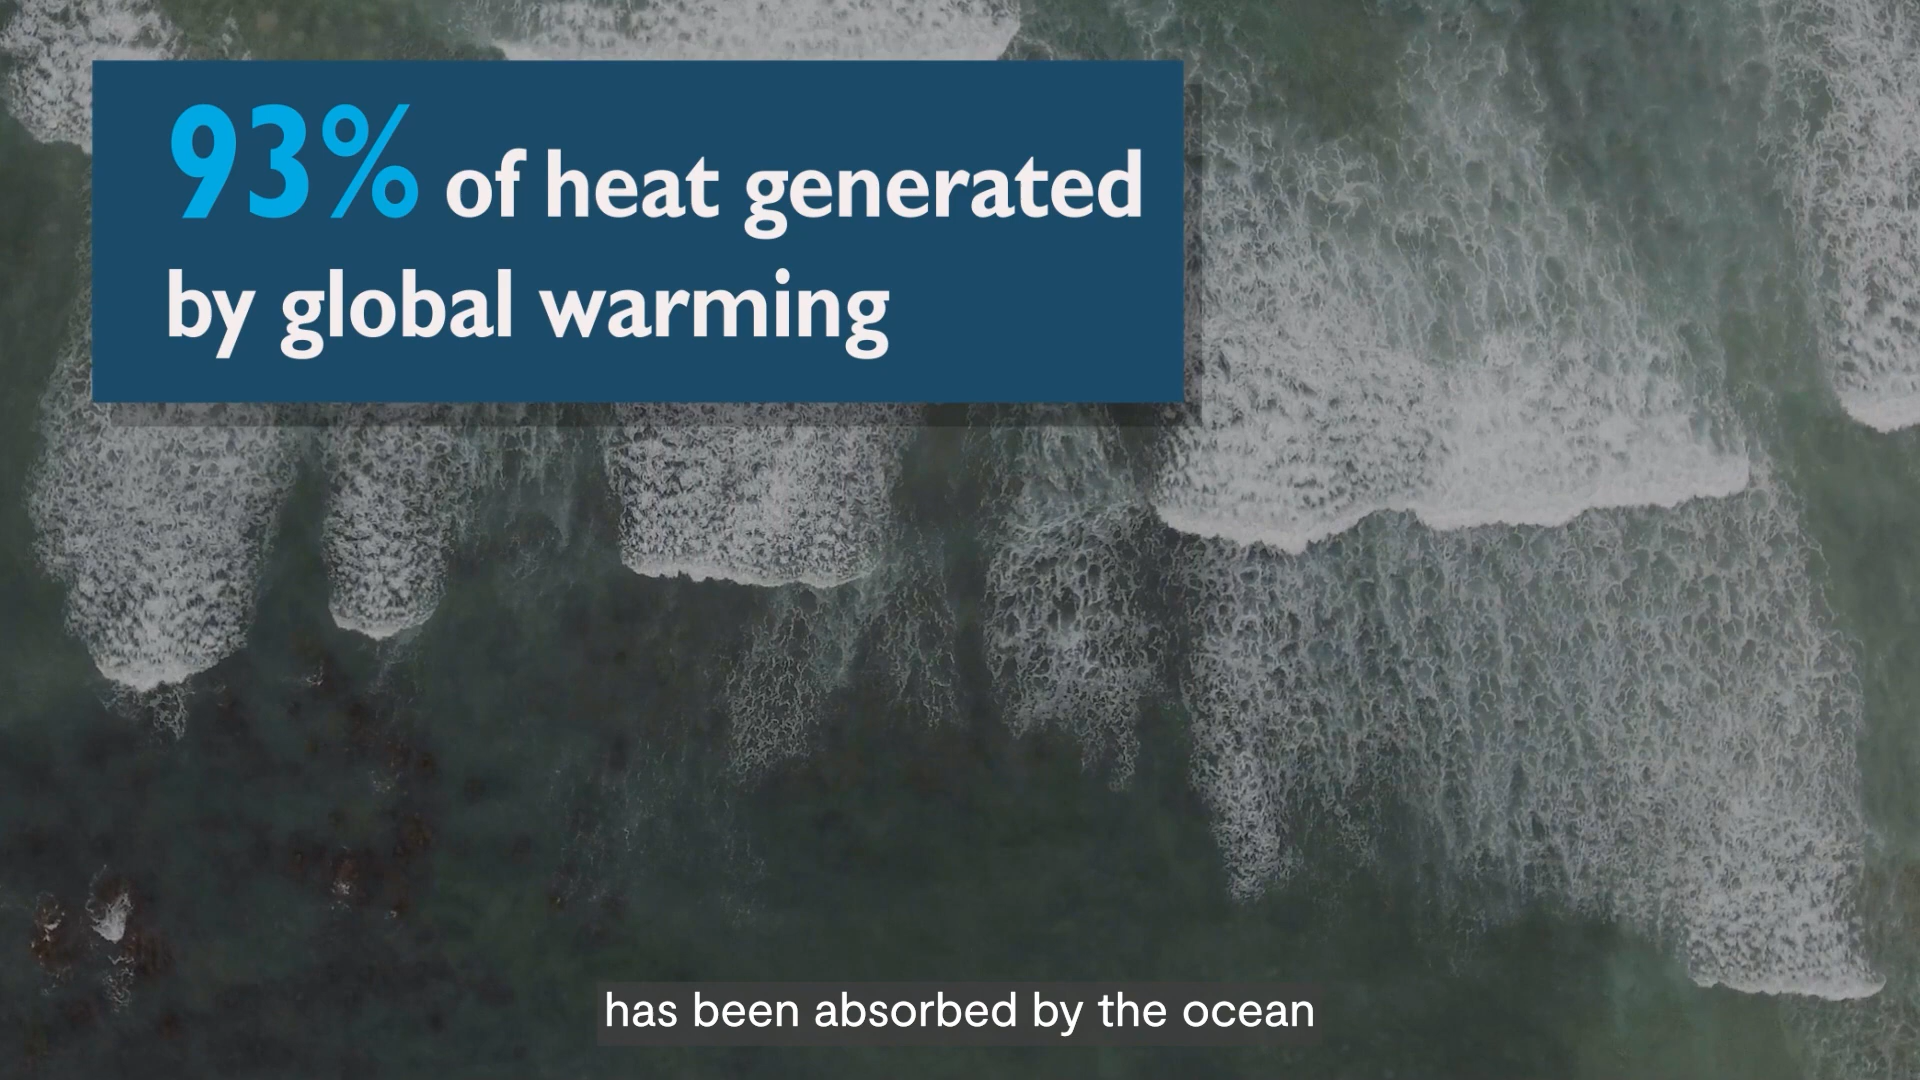 93% of heat generated
by global warming
has been absorbed by the ocean